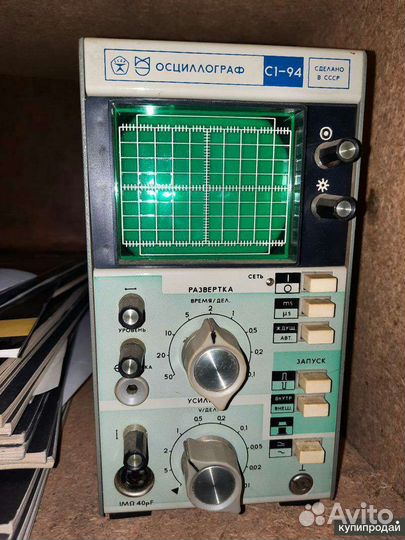 ОСЦИЛЛОГРАФ С1-94
СДЕЛАНО
В СССР
СЕТЬ
I
O
РАЗВЕРТКА
ВРЕМЯ/ДЕЛ.
ms
µs
УРОВЕНЬ
5 2 1
10 0,5
20 0,2
50 0,1
ЖДУЩ
АВТ.
ЗАПУСК
ВНУТР
ВНЕШ
V/ДЕЛ.
1 0,5 0,2
2 0,1
5 0,05
0,02
0,01
1MΩ 40pF
Avito
купипродай